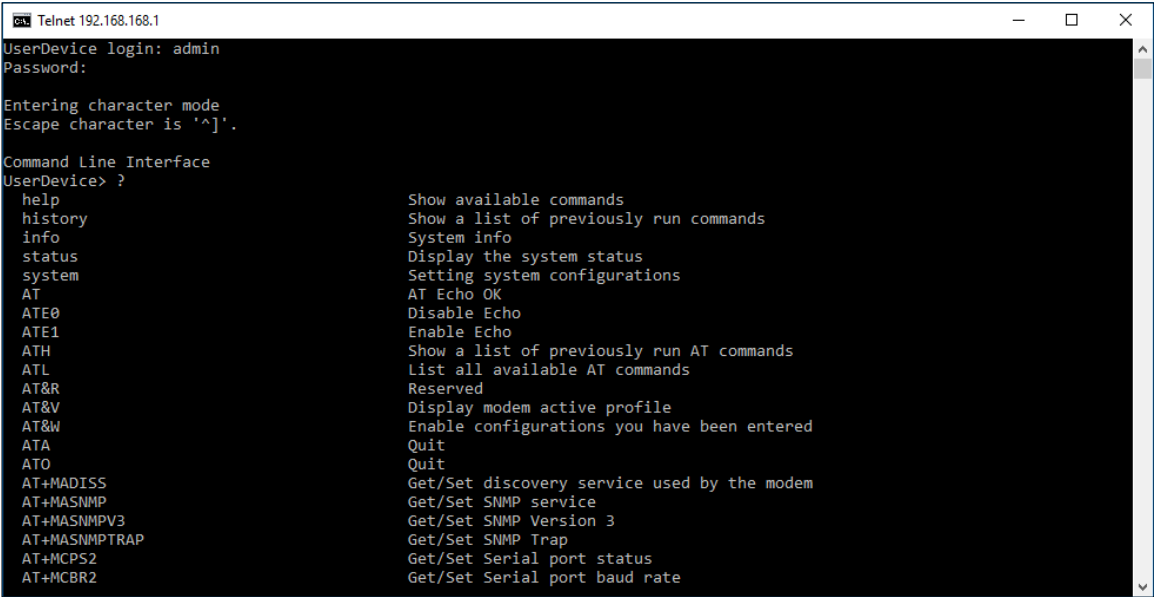 Telnet 192.168.168.1
UserDevice login: admin
Password:
Entering character mode
Escape character is '^]'.
Command Line Interface
UserDevice> ?
help Show available commands
history Show a list of previously run commands
info System info
status Display the system status
system Setting system configurations
AT AT Echo OK
ATE0 Disable Echo
ATE1 Enable Echo
ATH Show a list of previously run AT commands
ATL List all available AT commands
AT&R Reserved
AT&V Display modem active profile
AT&W Enable configurations you have been entered
ATA Quit
ATO Quit
AT+MADISS Get/Set discovery service used by the modem
AT+MASNMP Get/Set SNMP service
AT+MASNMPV3 Get/Set SNMP Version 3
AT+MASNMPTRAP Get/Set SNMP Trap
AT+MCPS2 Get/Set Serial port status
AT+MCBR2 Get/Set Serial port baud rate